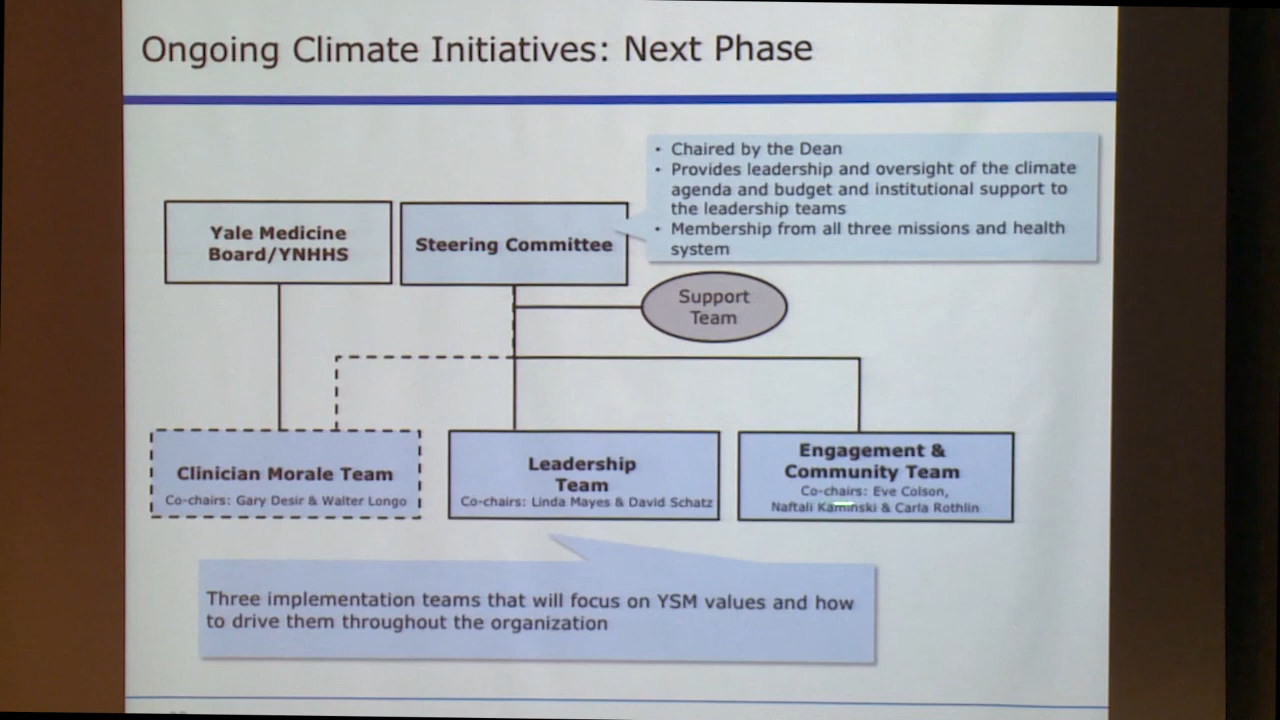 Ongoing Climate Initiatives: Next Phase
• Chaired by the Dean
• Provides leadership and oversight of the climate
agenda and budget and institutional support to
the leadership teams
• Membership from all three missions and health
system
Yale Medicine
Board/YNHHS
Steering Committee
Support
Team
Clinician Morale Team
Co-chairs: Gary Desir & Walter Longo
Leadership
Team
Co-chairs: Linda Mayes & David Schatz
Engagement &
Community Team
Co-chairs: Eve Colson,
Naftali Kaminski & Carla Rothlin
Three implementation teams that will focus on YSM values and how
to drive them throughout the organization